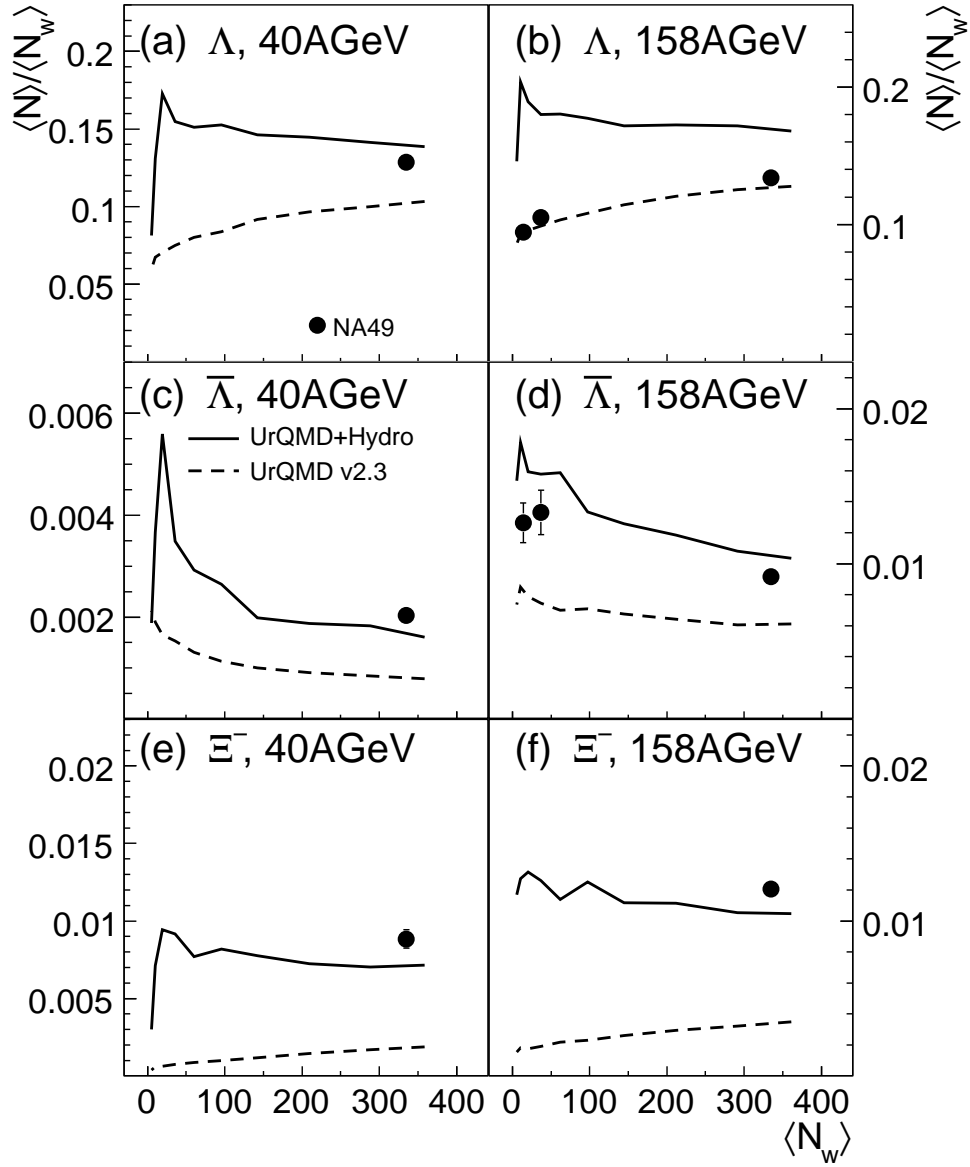 ⟨N⟩/⟨N_w⟩
⟨N⟩/⟨N_w⟩
(a) Λ, 40AGeV
(b) Λ, 158AGeV
0.2
0.15
0.1
0.05
0.2
0.1
NA49
(c) Λ̅, 40AGeV
(d) Λ̅, 158AGeV
UrQMD+Hydro
UrQMD v2.3
0.006
0.004
0.002
0.02
0.01
(e) Ξ⁻, 40AGeV
(f) Ξ⁻, 158AGeV
0.02
0.015
0.01
0.005
0.02
0.01
0 100 200 300 400
0 100 200 300 400
⟨N_w⟩